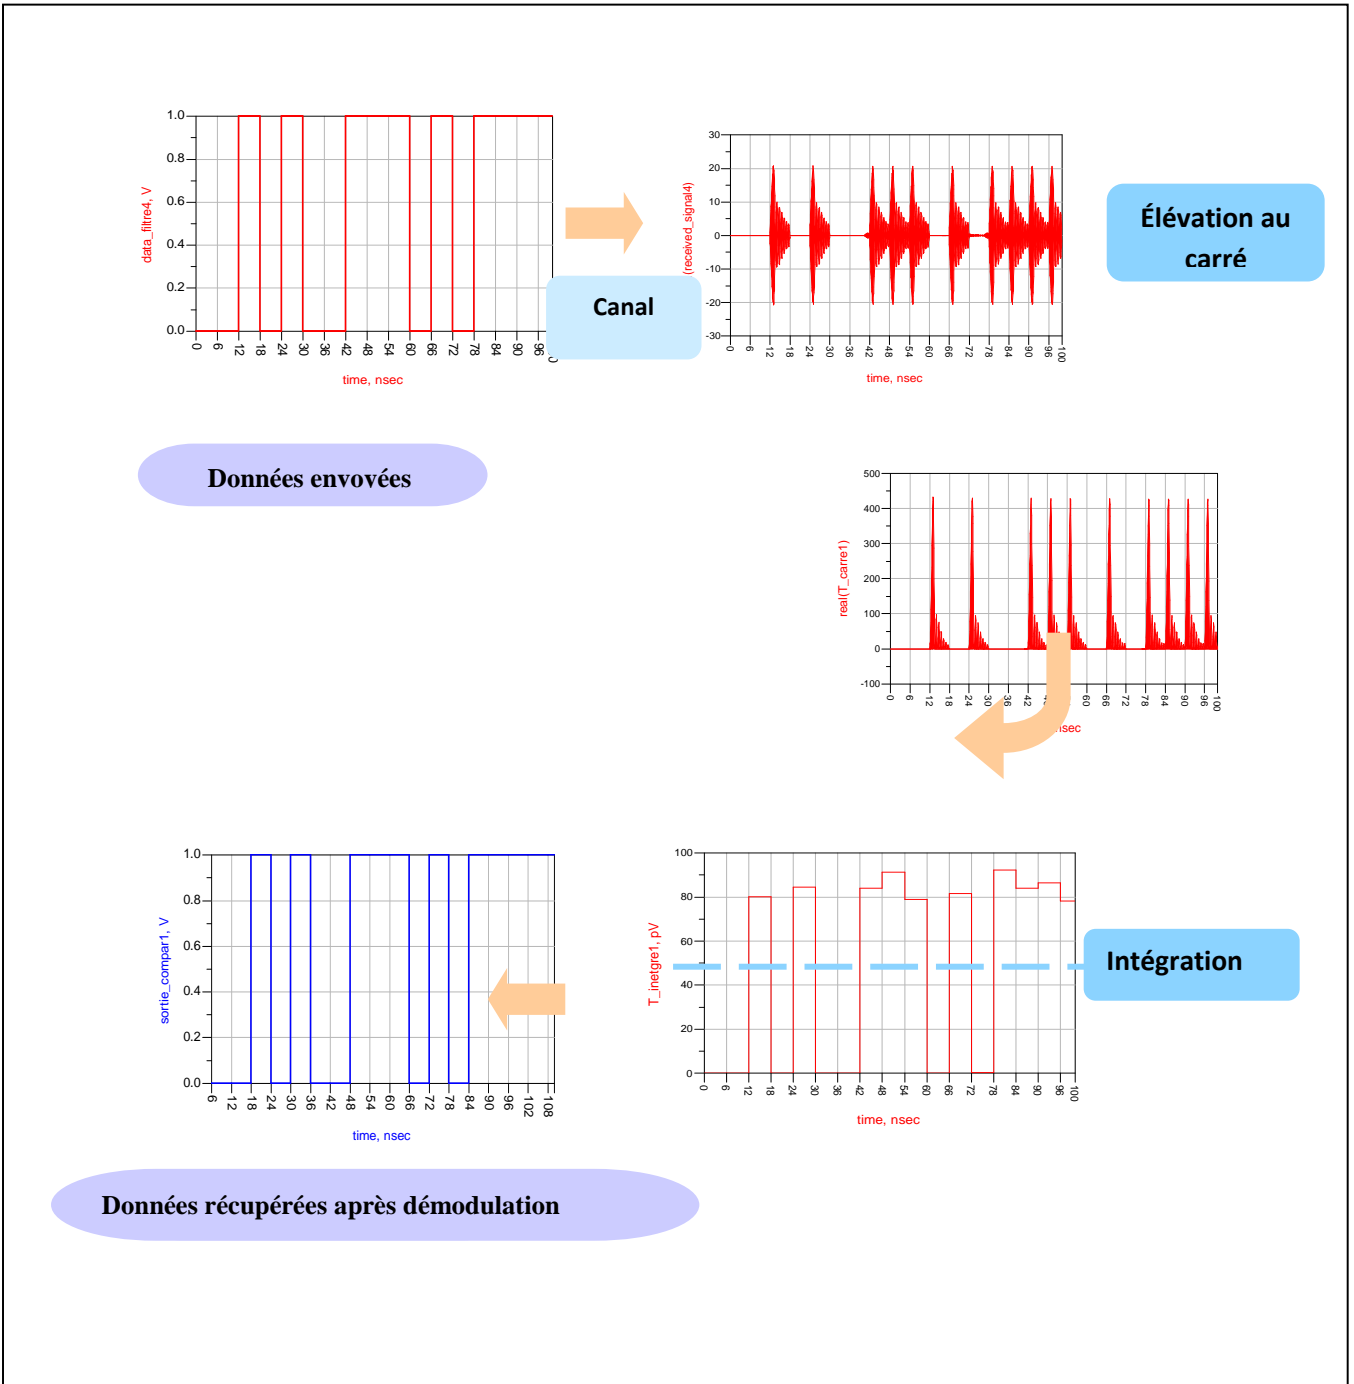 1.0
0.8
0.6
0.4
0.2
0.0
data_filtre4, V
0 6 12 18 24 30 36 42 48 54 60 66 72 78 84 90 96
time, nsec
Canal
30
20
10
0
-10
-20
-30
(received_signal4)
0 6 12 18 24 30 36 42 48 54 60 66 72 78 84 90 96 100
time, nsec
Élévation au
carré
Données envoyées
500
400
300
200
100
0
-100
real(T_carre1)
0 6 12 18 24 30 36 42 48 60 66 72 78 84 90 96 100
nsec
1.0
0.8
0.6
0.4
0.2
0.0
sortie_compar1, V
6 12 18 24 30 36 42 48 54 60 66 72 78 84 90 96 102 108
time, nsec
100
80
60
40
20
0
T_inetgre1, pV
0 6 12 18 24 30 36 42 48 54 60 66 72 78 84 90 96 100
time, nsec
Intégration
Données récupérées après démodulation